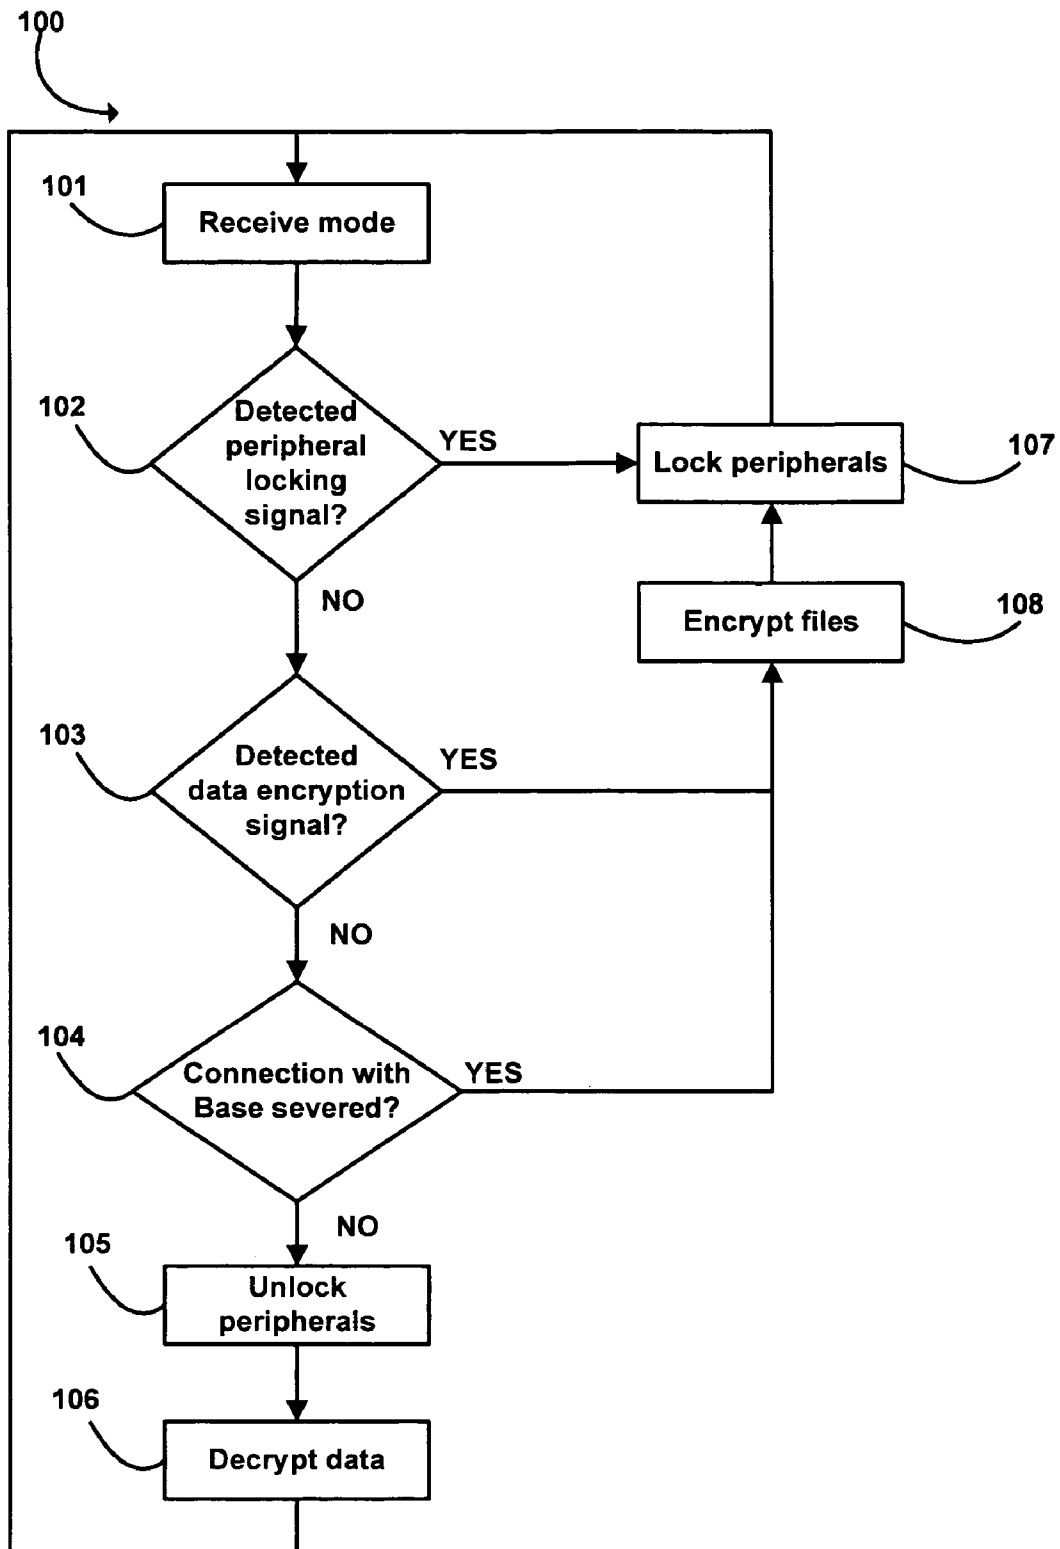 100
101
Receive mode
102
Detected
peripheral
locking
signal?
YES
Lock peripherals
107
NO
Encrypt files
108
103
Detected
data encryption
signal?
YES
NO
104
Connection with
Base severed?
YES
NO
105
Unlock
peripherals
106
Decrypt data